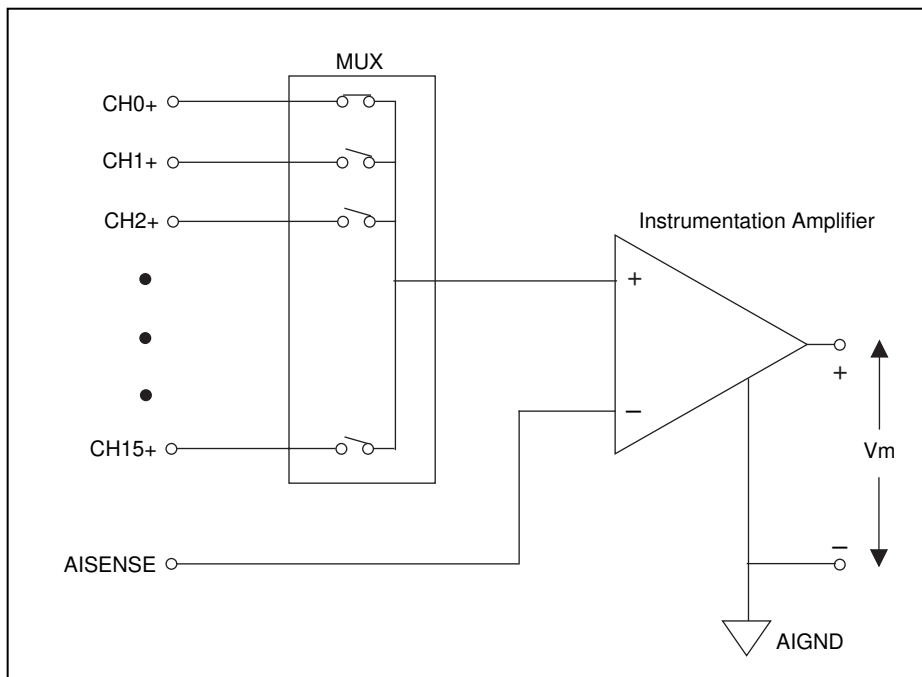 MUX
CH0+
CH1+
CH2+
Instrumentation Amplifier
+
−
+
CH15+
Vm
AISENSE
−
AIGND